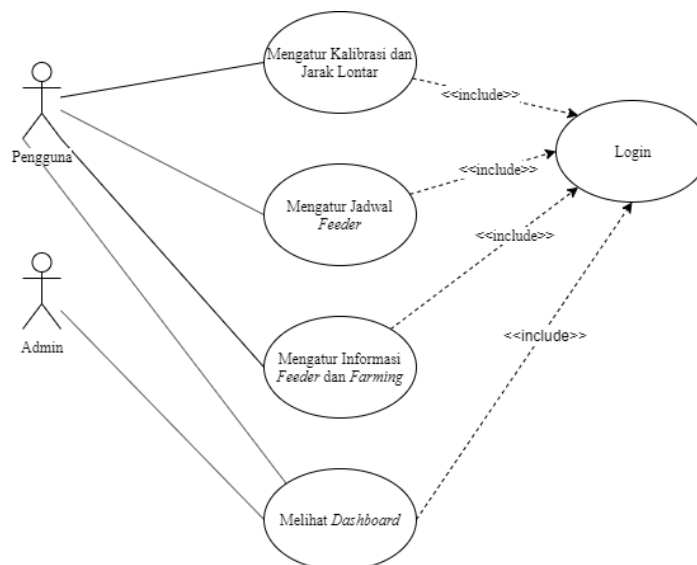 Mengatur Kalibrasi dan
Jarak Lontar
<<include>>
Login
Pengguna
<<include>>
Mengatur Jadwal
Feeder
<<include>>
Admin
<<include>>
Mengatur Informasi
Feeder dan Farming
Melihat Dashboard